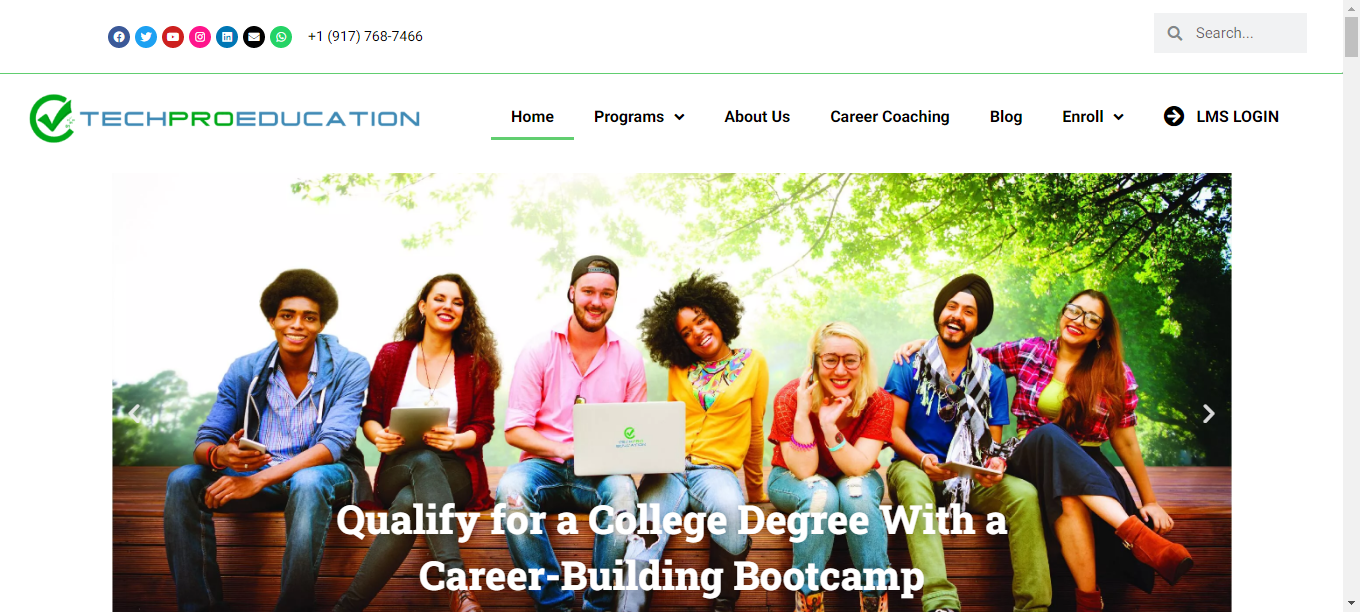 +1 (917) 768-7466
Search...
TECHPROEDUCATION
Home
Programs
About Us
Career Coaching
Blog
Enroll
LMS LOGIN
Qualify for a College Degree With a
Career-Building Bootcamp